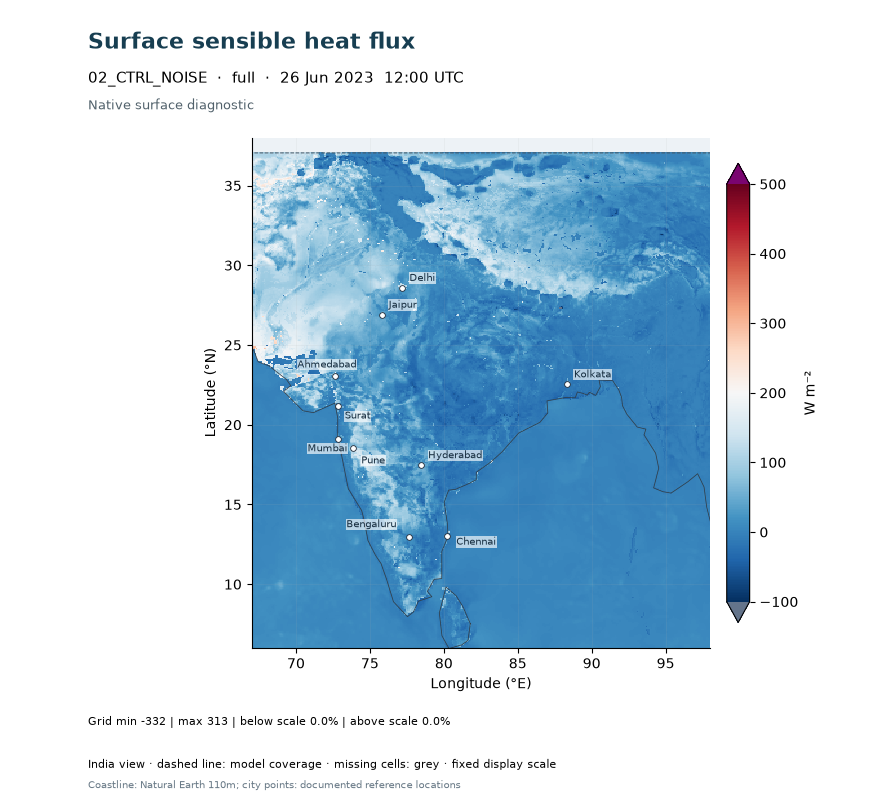 Surface sensible heat flux
02_CTRL_NOISE · full · 26 Jun 2023 12:00 UTC
Native surface diagnostic
35
30
25
20
15
10
Latitude (°N)
70
75
80
85
90
95
Longitude (°E)
Delhi
Jaipur
Ahmedabad
Kolkata
Surat
Mumbai
Pune
Hyderabad
Bengaluru
Chennai
500
400
300
200
100
0
−100
W m⁻²
Grid min -332 | max 313 | below scale 0.0% | above scale 0.0%
India view · dashed line: model coverage · missing cells: grey · fixed display scale
Coastline: Natural Earth 110m; city points: documented reference locations